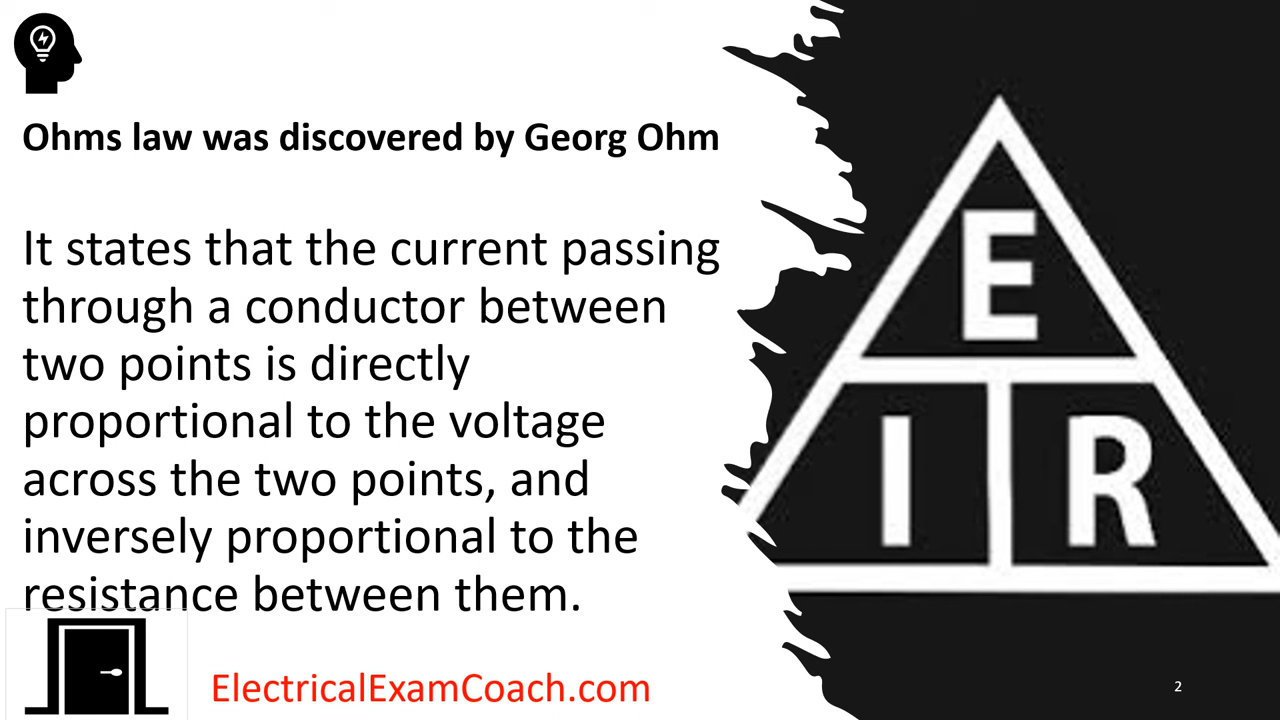 Ohms law was discovered by Georg Ohm
It states that the current passing
through a conductor between
two points is directly
proportional to the voltage
across the two points, and
inversely proportional to the
resistance between them.
ElectricalExamCoach.com
E
I R
2